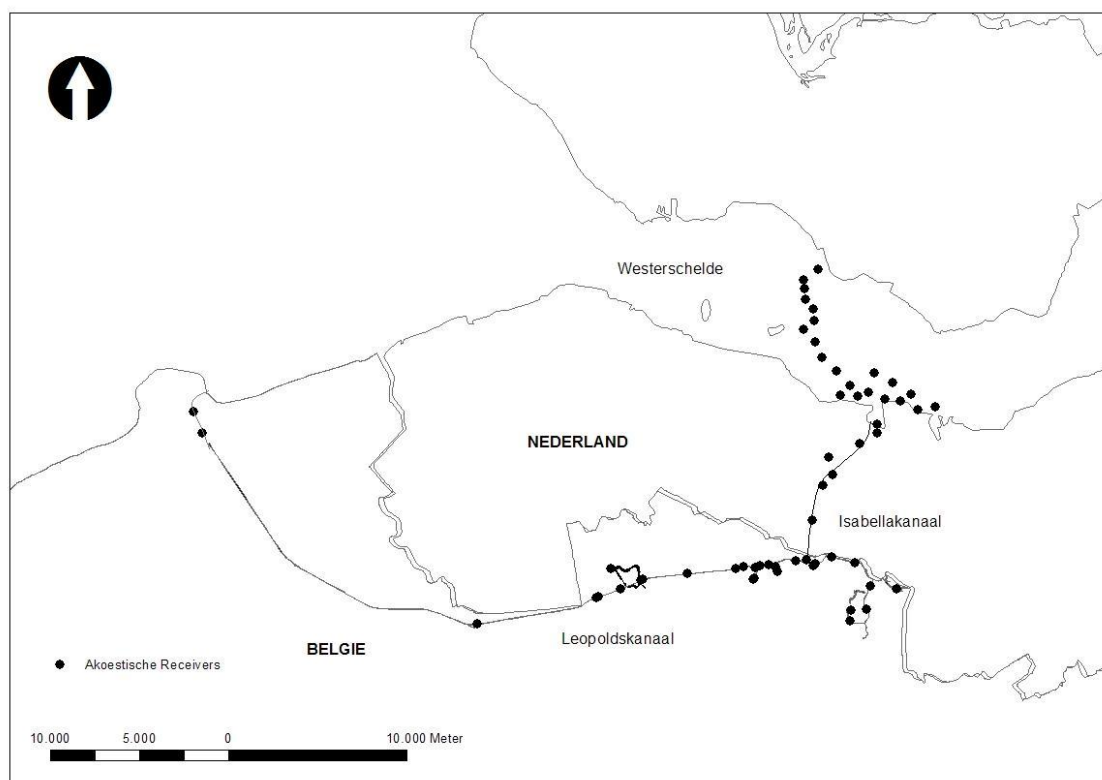 Westerschelde
NEDERLAND
Isabellakanaal
Leopoldskanaal
BELGIE
Akoestische Receivers
10.000 5.000 0 10.000 Meter